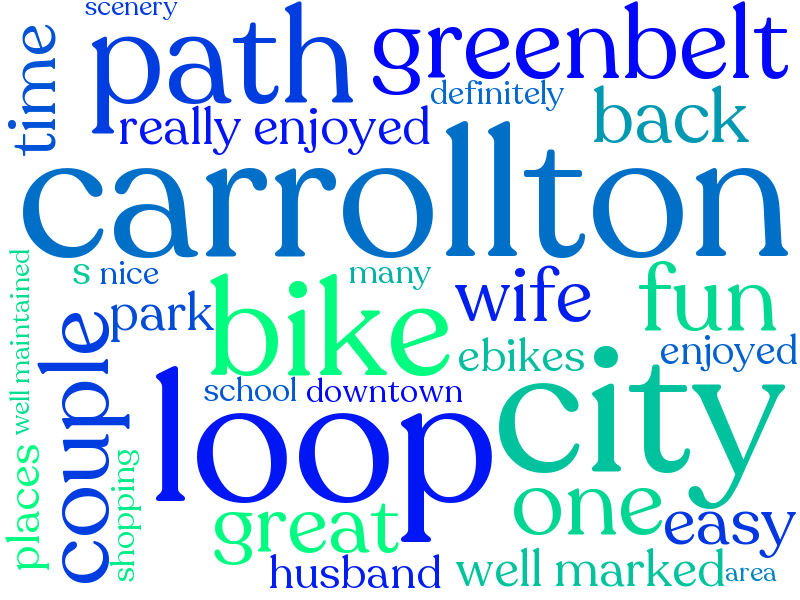 scenery
path
greenbelt
time
definitely
really enjoyed
back
carrollton
s
nice
many
wife
fun
well maintained
park
bike
couple
ebikes
enjoyed
school
downtown
loop
city
places
shopping
great
one
easy
husband
well marked
area